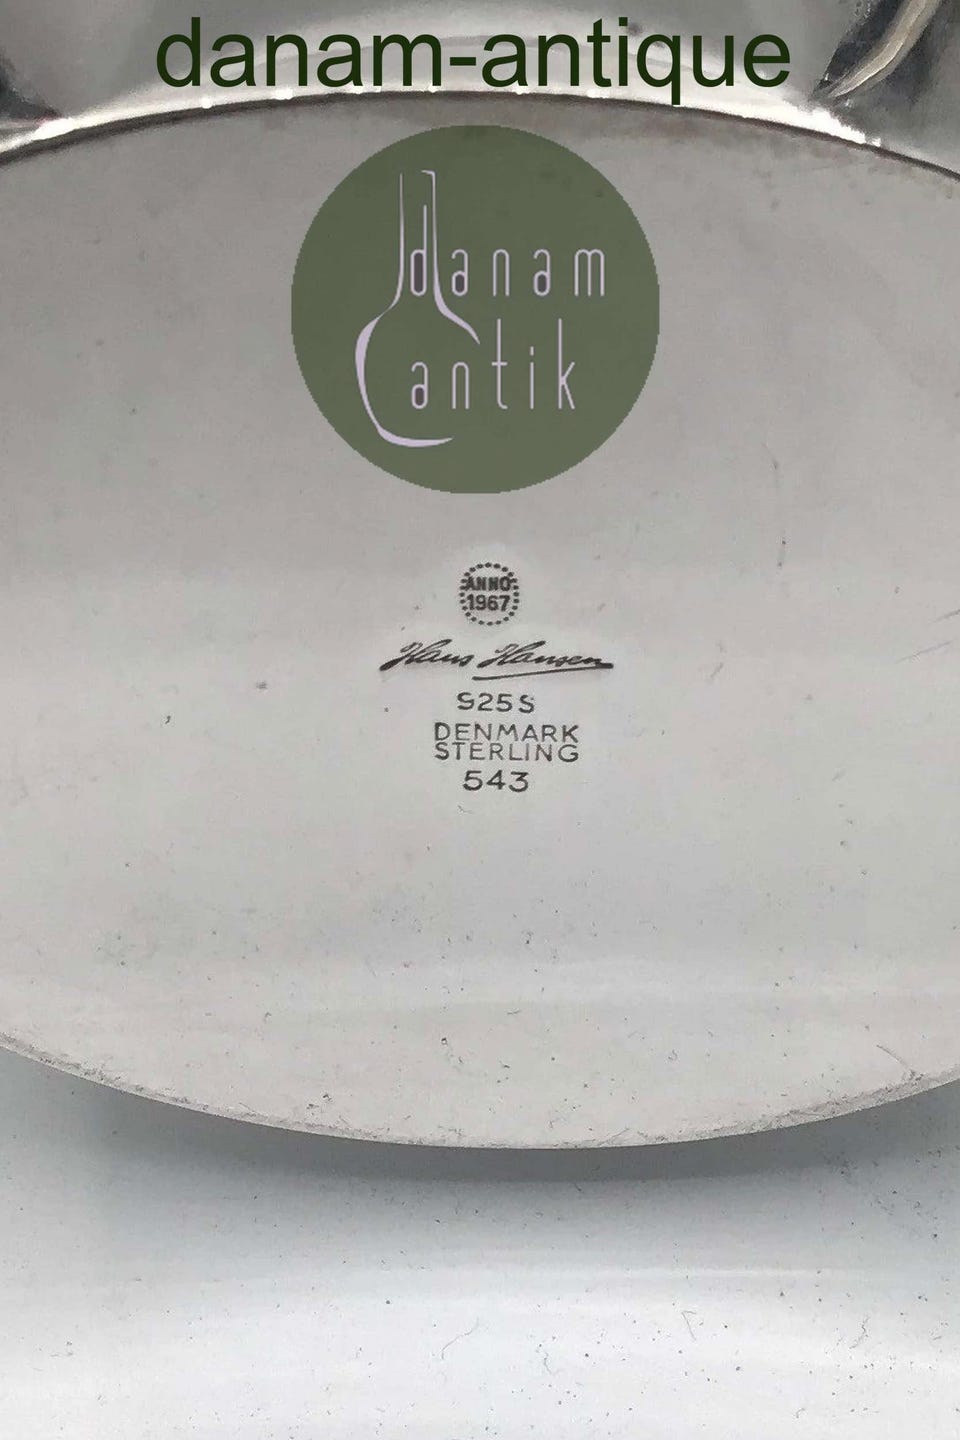 danam-antique
danam
antik
ANNO
1967
Hans Hansen
925S
DENMARK
STERLING
543